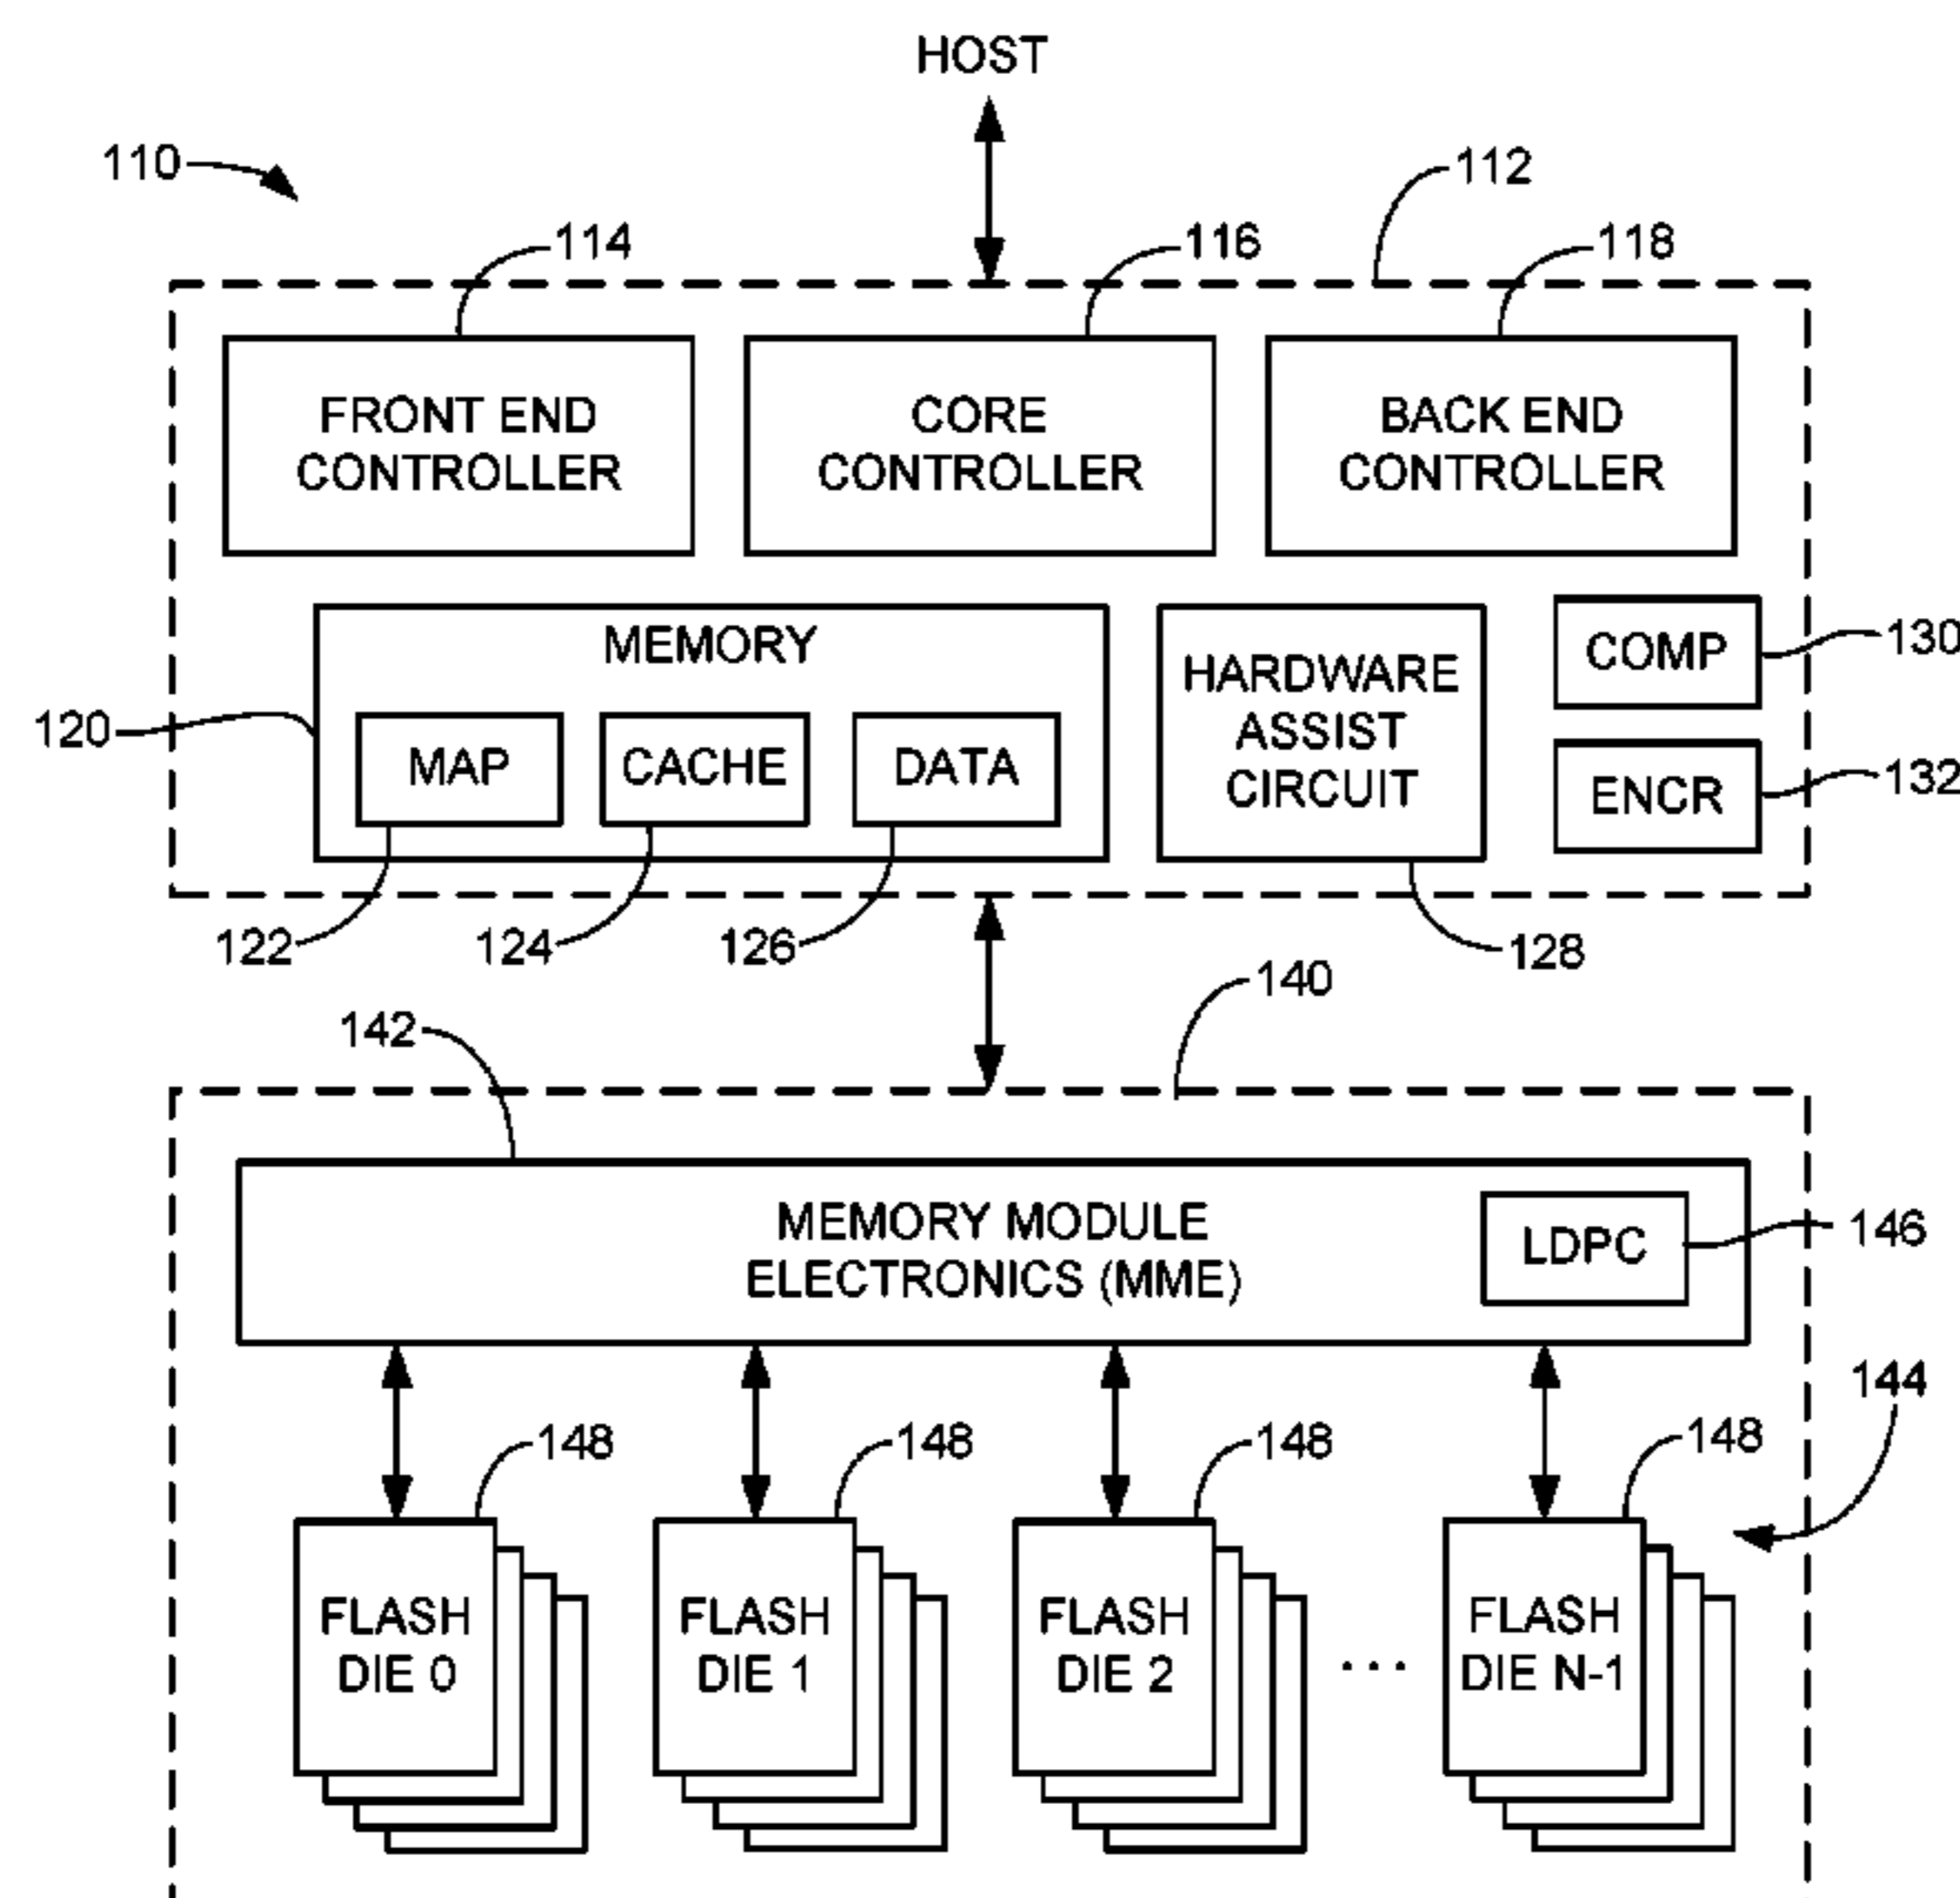 HOST
110
112
114
116
118
FRONT END
CONTROLLER
CORE
CONTROLLER
BACK END
CONTROLLER
MEMORY
120
MAP
CACHE
DATA
HARDWARE
ASSIST
CIRCUIT
COMP
130
ENCR
132
122
124
126
128
140
142
MEMORY MODULE
ELECTRONICS (MME)
LDPC
146
144
148
148
148
148
FLASH
DIE 0
FLASH
DIE 1
FLASH
DIE 2
...
FLASH
DIE N-1